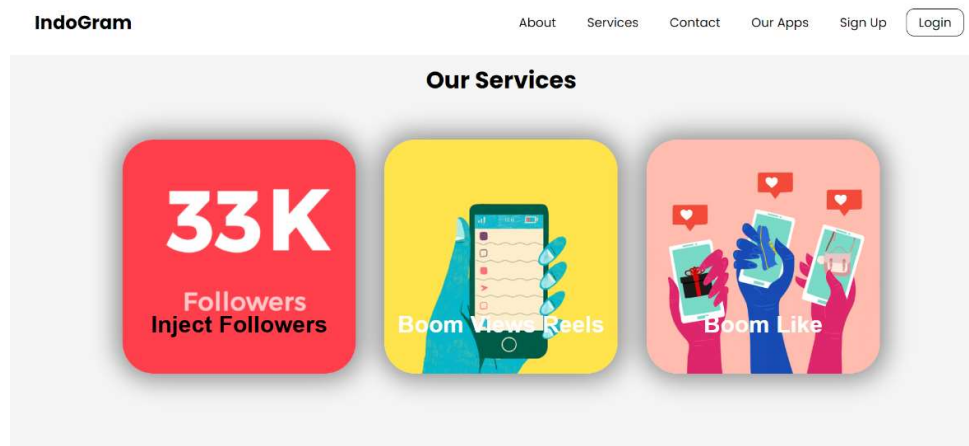 IndoGram
About Services Contact Our Apps Sign Up Login
Our Services
33K
Followers
Inject Followers
Boom Views Reels
Boom Like